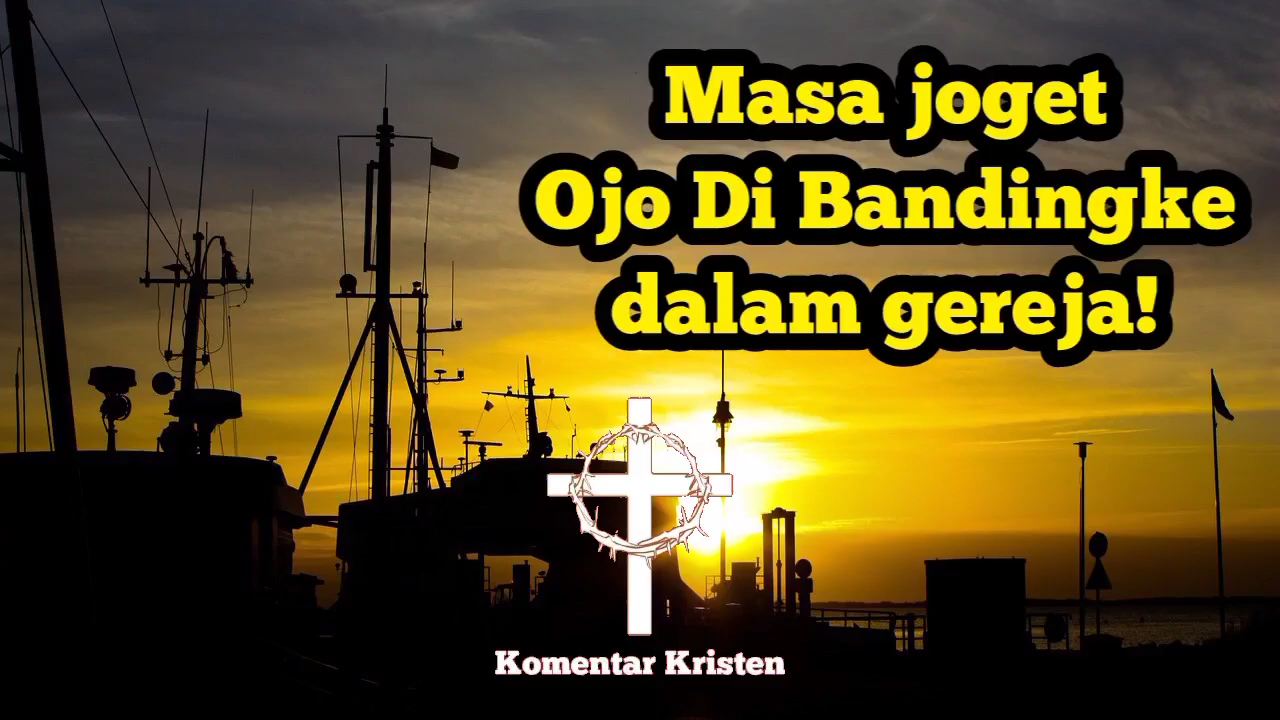 Masa joget
Ojo Di Bandingke
dalam gereja!
Komentar Kristen